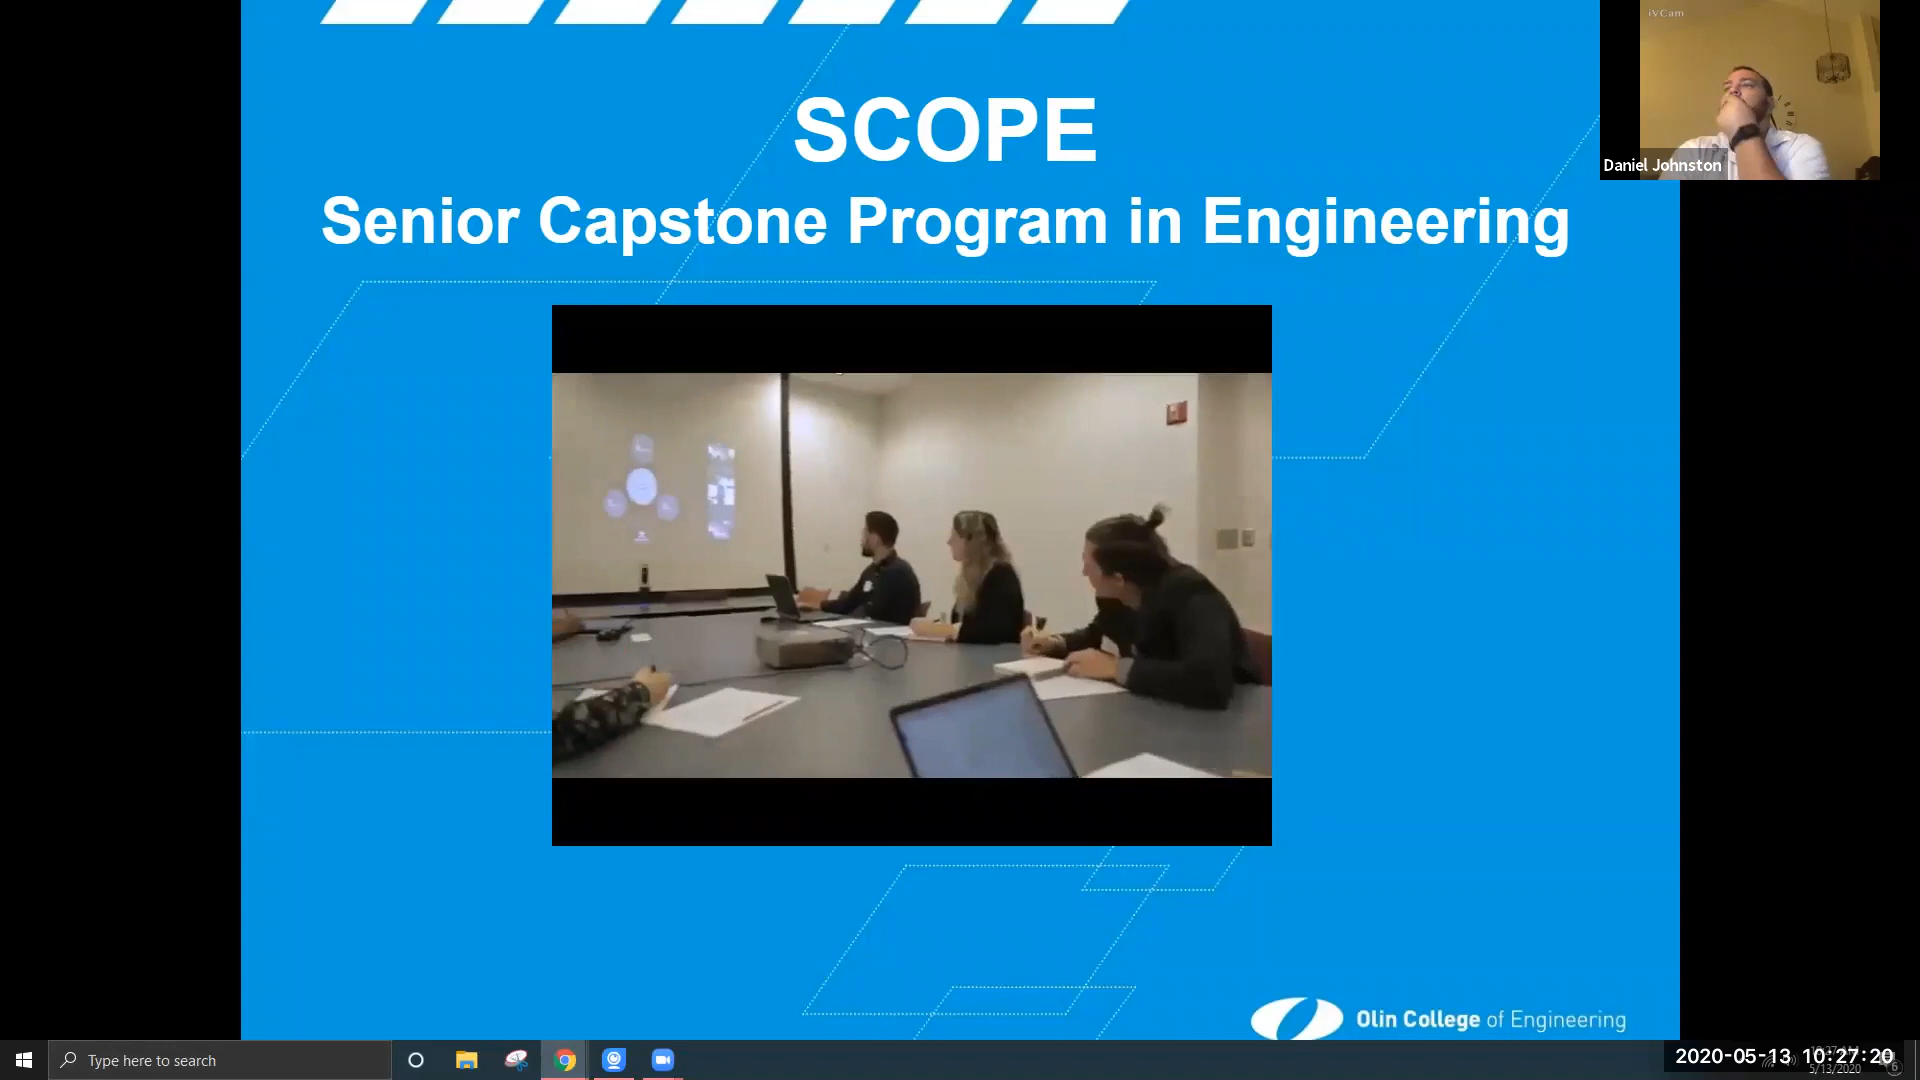 iVCam
SCOPE
Senior Capstone Program in Engineering
Daniel Johnston
Olin College of Engineering
Type here to search
2020-05-13 10:27:20
5/13/2020
6